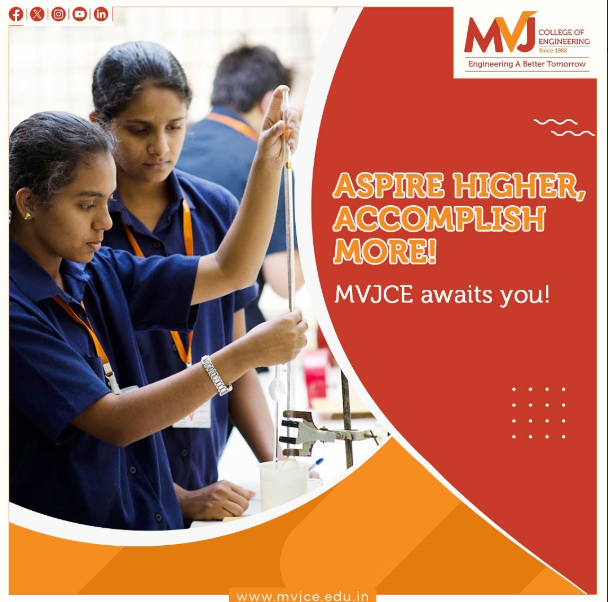 MVJ COLLEGE OF
ENGINEERING
Since 1982
Engineering A Better Tomorrow
ASPIRE HIGHER,
ACCOMPLISH
MORE!
MVJCE awaits you!
www.mvjce.edu.in